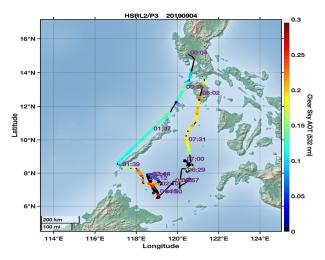 HSRL2/P3 20190904
16°N
14°N
12°N
10°N
8°N
6°N
Latitude
00:04
08:02
01:07
07:31
07:00
01:39
06:29
200 km
100 mi
114°E
116°E
118°E
120°E
122°E
124°E
Longitude
0.3
0.25
0.2
0.15
0.1
0.05
0
Clear Sky AOT (532 nm)